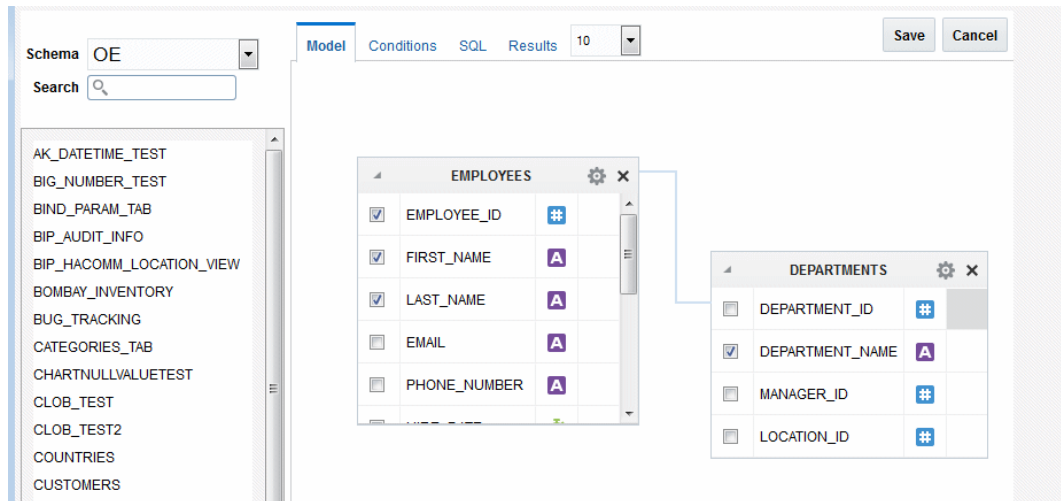 Schema OE
Search
AK_DATETIME_TEST
BIG_NUMBER_TEST
BIND_PARAM_TAB
BIP_AUDIT_INFO
BIP_HACOMM_LOCATION_VIEW
BOMBAY_INVENTORY
BUG_TRACKING
CATEGORIES_TAB
CHARTNULLVALUETEST
CLOB_TEST
CLOB_TEST2
COUNTRIES
CUSTOMERS
Model Conditions SQL Results 10
Save Cancel
EMPLOYEES
EMPLOYEE_ID #
FIRST_NAME A
LAST_NAME A
EMAIL A
PHONE_NUMBER A
DEPARTMENTS
DEPARTMENT_ID #
DEPARTMENT_NAME A
MANAGER_ID #
LOCATION_ID #